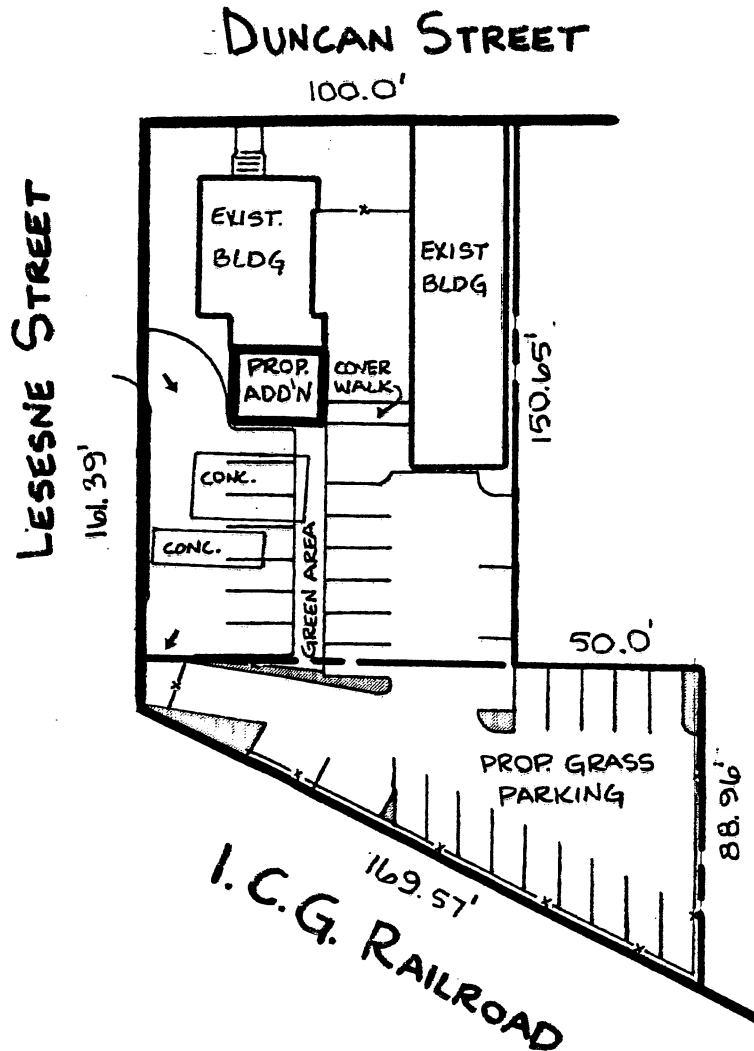 DUNCAN STREET
100.0'
LESESNE STREET
161.39'
EXIST.
BLDG
EXIST
BLDG
PROP.
ADD'N
COVER
WALK
150.65'
CONC.
CONC.
GREEN AREA
50.0'
PROP. GRASS
PARKING
88.96'
169.57'
I.C.G. RAILROAD